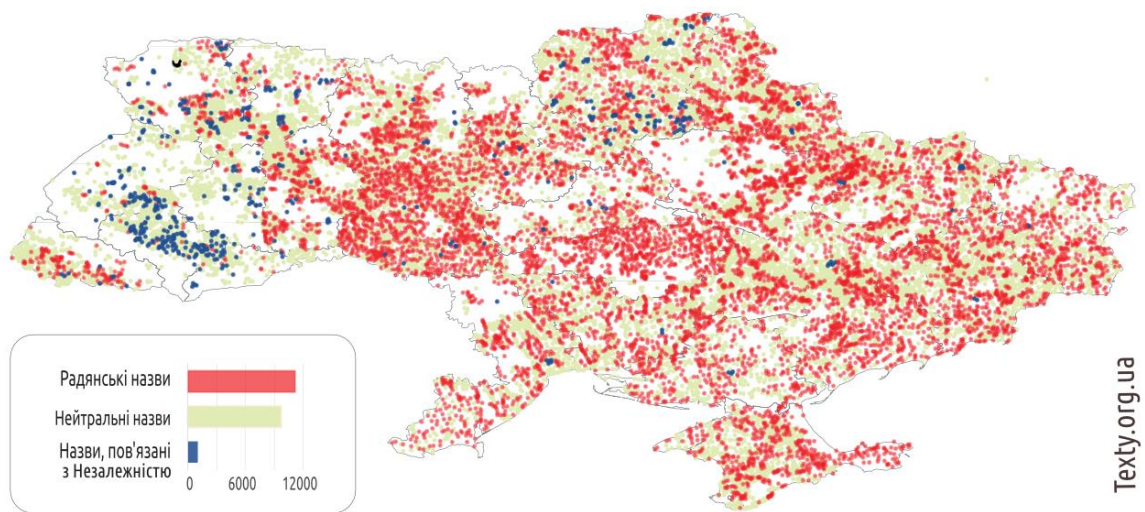 Радянські назви
Нейтральні назви
Назви, пов'язані
з Незалежністю
0 6000 12000
Texty.org.ua